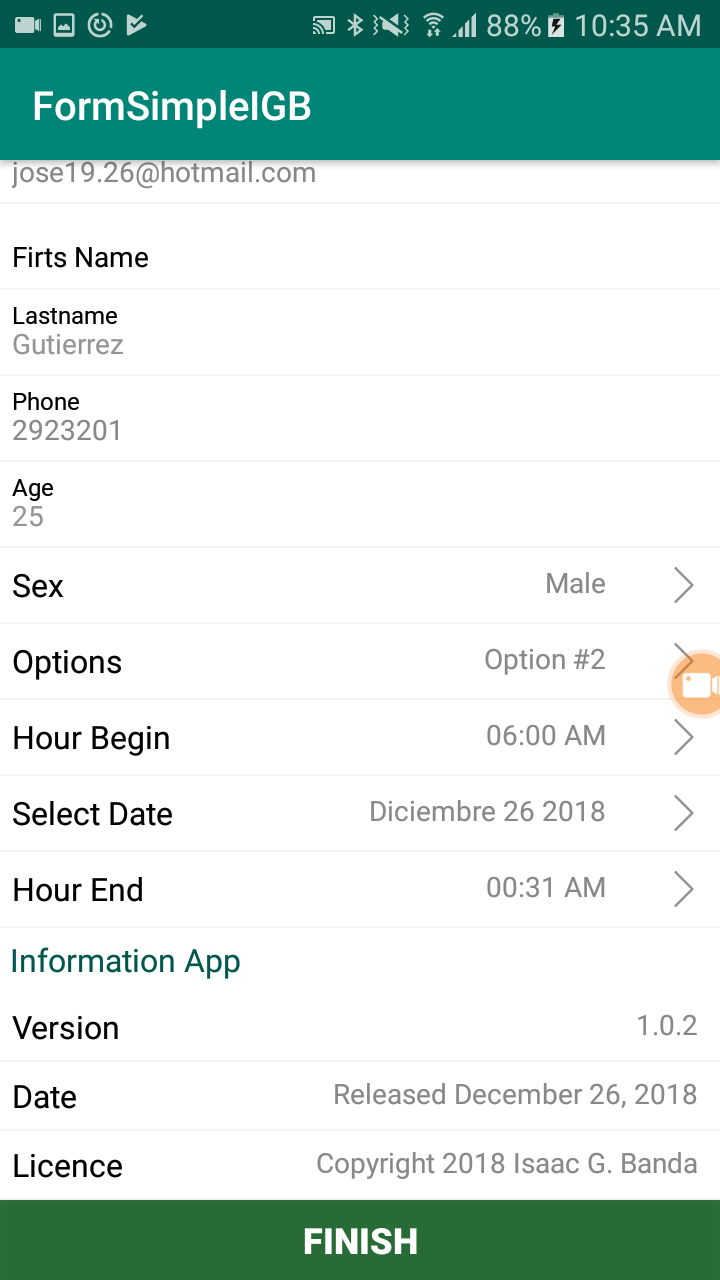 88% 10:35 AM
FormSimpleIGB
jose19.26@hotmail.com
Firts Name
Lastname
Gutierrez
Phone
2923201
Age
25
Sex Male
Options Option #2
Hour Begin 06:00 AM
Select Date Diciembre 26 2018
Hour End 00:31 AM
Information App
Version 1.0.2
Date Released December 26, 2018
Licence Copyright 2018 Isaac G. Banda
FINISH